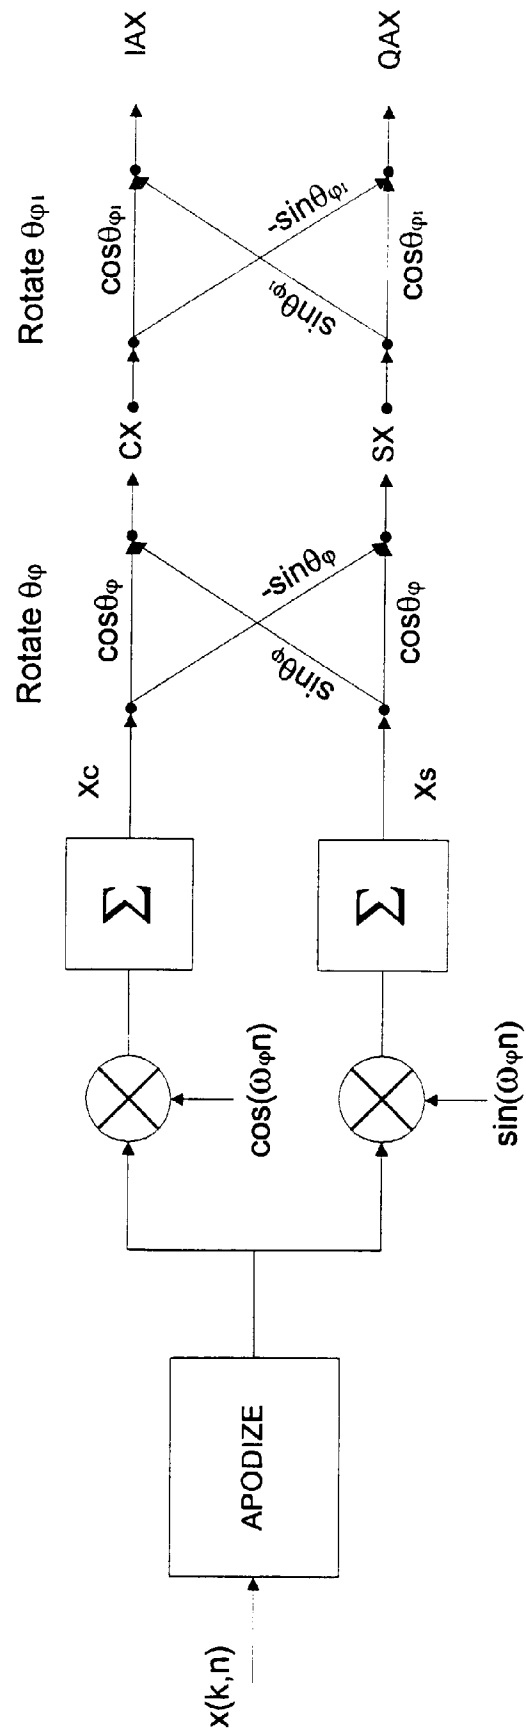 x(k,n)
APODIZE
cos(ωφn)
sin(ωφn)
Σ
Σ
Xc
Xs
Rotate θφ
cosθφ
-sinθφ
sinθφ
cosθφ
CX
SX
Rotate θφ1
cosθφ1
-sinθφ1
sinθφ1
cosθφ1
IAX
QAX